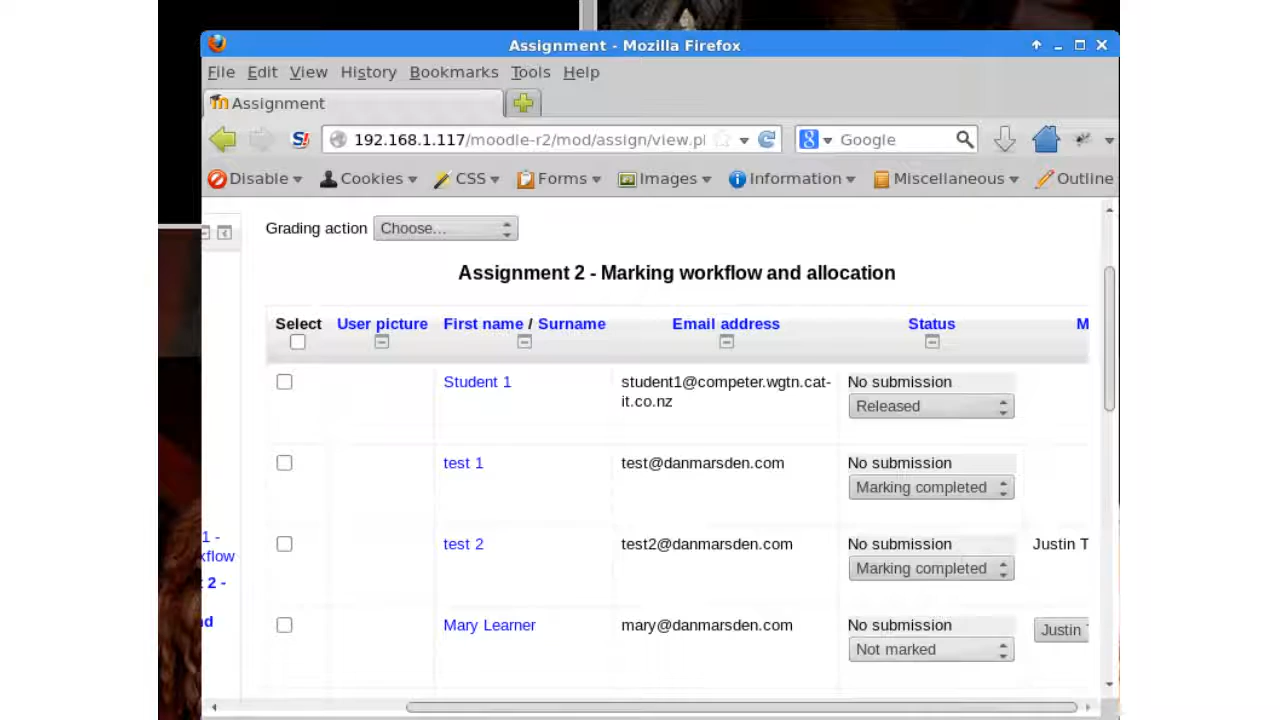 Assignment - Mozilla Firefox
File Edit View History Bookmarks Tools Help
Assignment
192.168.1.117/moodle-r2/mod/assign/view.pl
Google
Disable Cookies CSS Forms Images Information Miscellaneous Outline
Grading action Choose...
Assignment 2 - Marking workflow and allocation
Select User picture First name / Surname Email address Status M
Student 1 student1@competer.wgtn.cat-it.co.nz No submission
Released
test 1 test@danmarsden.com No submission
Marking completed
test 2 test2@danmarsden.com No submission Justin T
Marking completed
Mary Learner mary@danmarsden.com No submission Justin
Not marked
1 -
kflow
2 -
nd